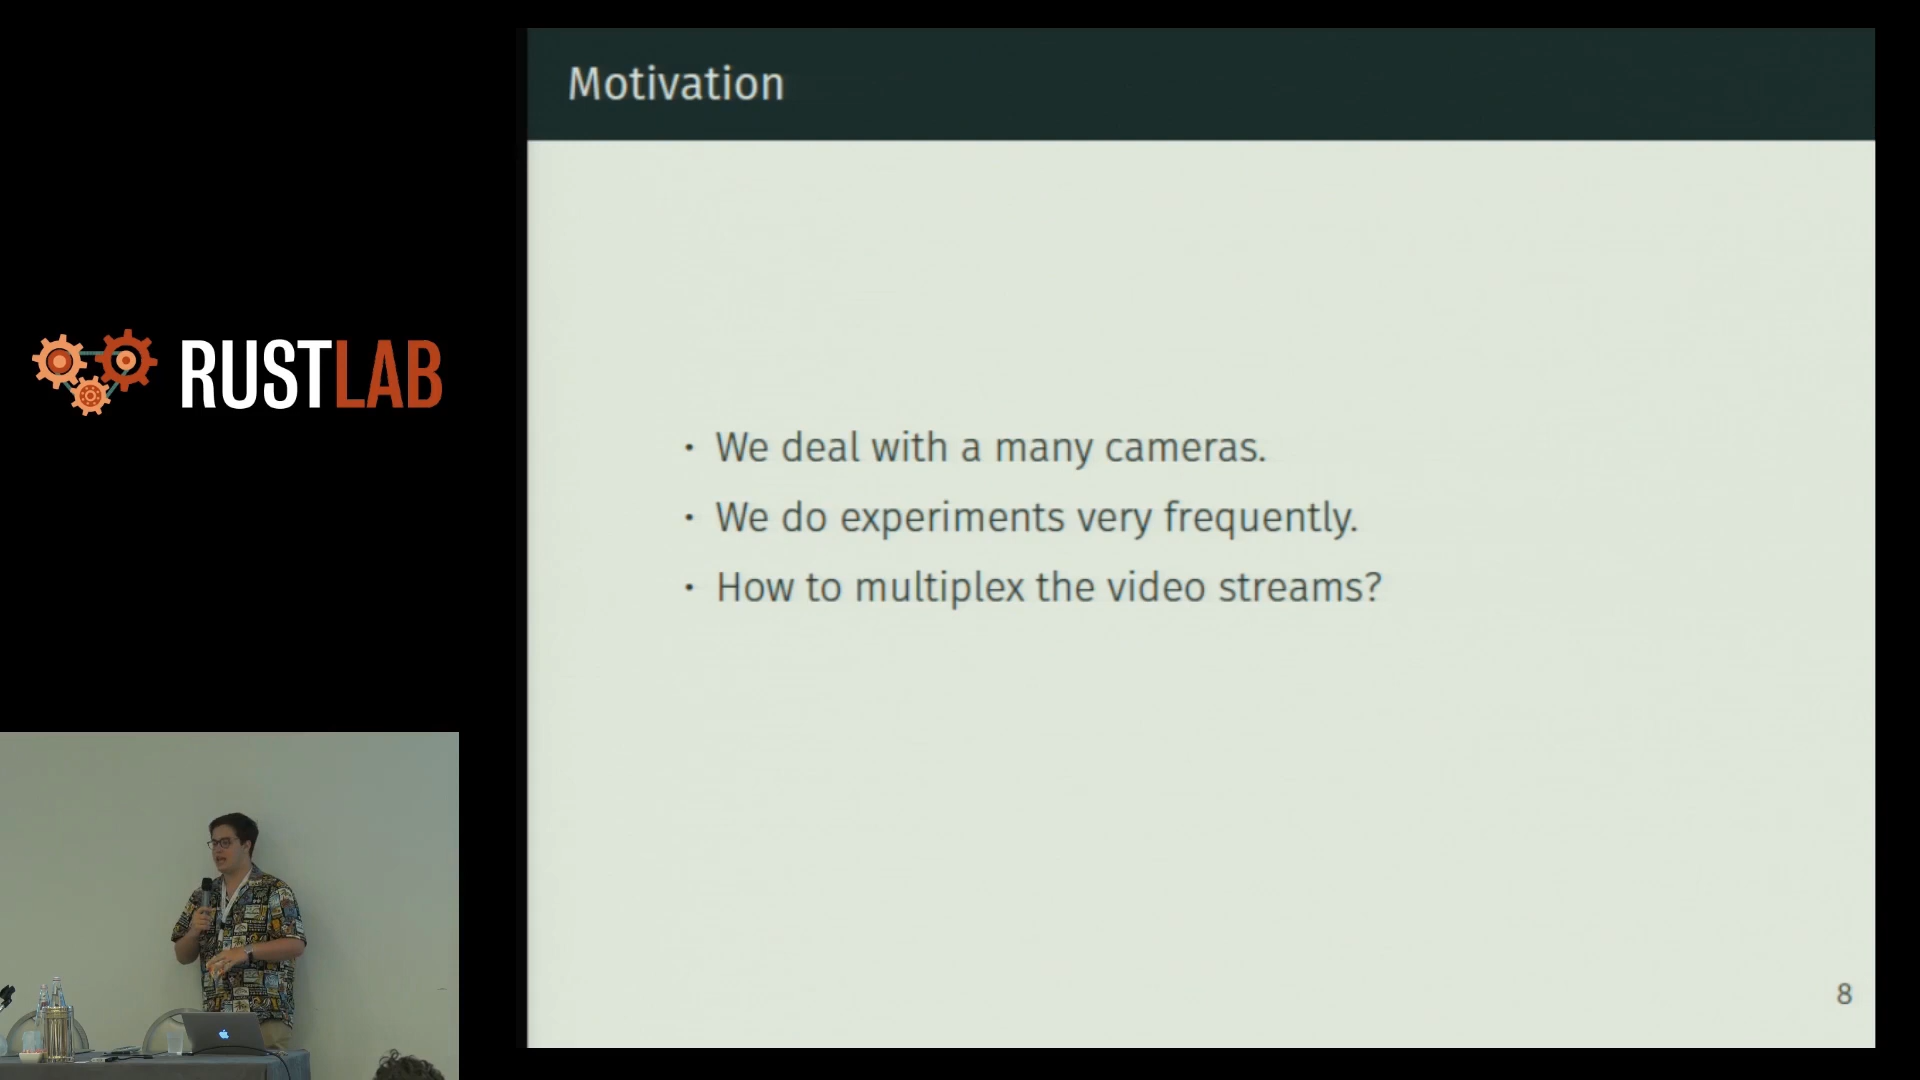 Motivation
RUSTLAB
• We deal with a many cameras.
• We do experiments very frequently.
• How to multiplex the video streams?
8